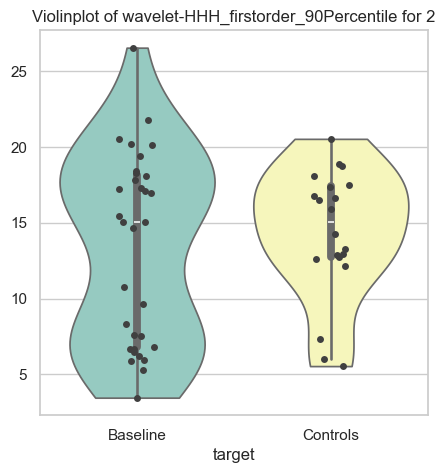 Violinplot of wavelet-HHH_firstorder_90Percentile for 2
25
20
15
10
5
Baseline
Controls
target